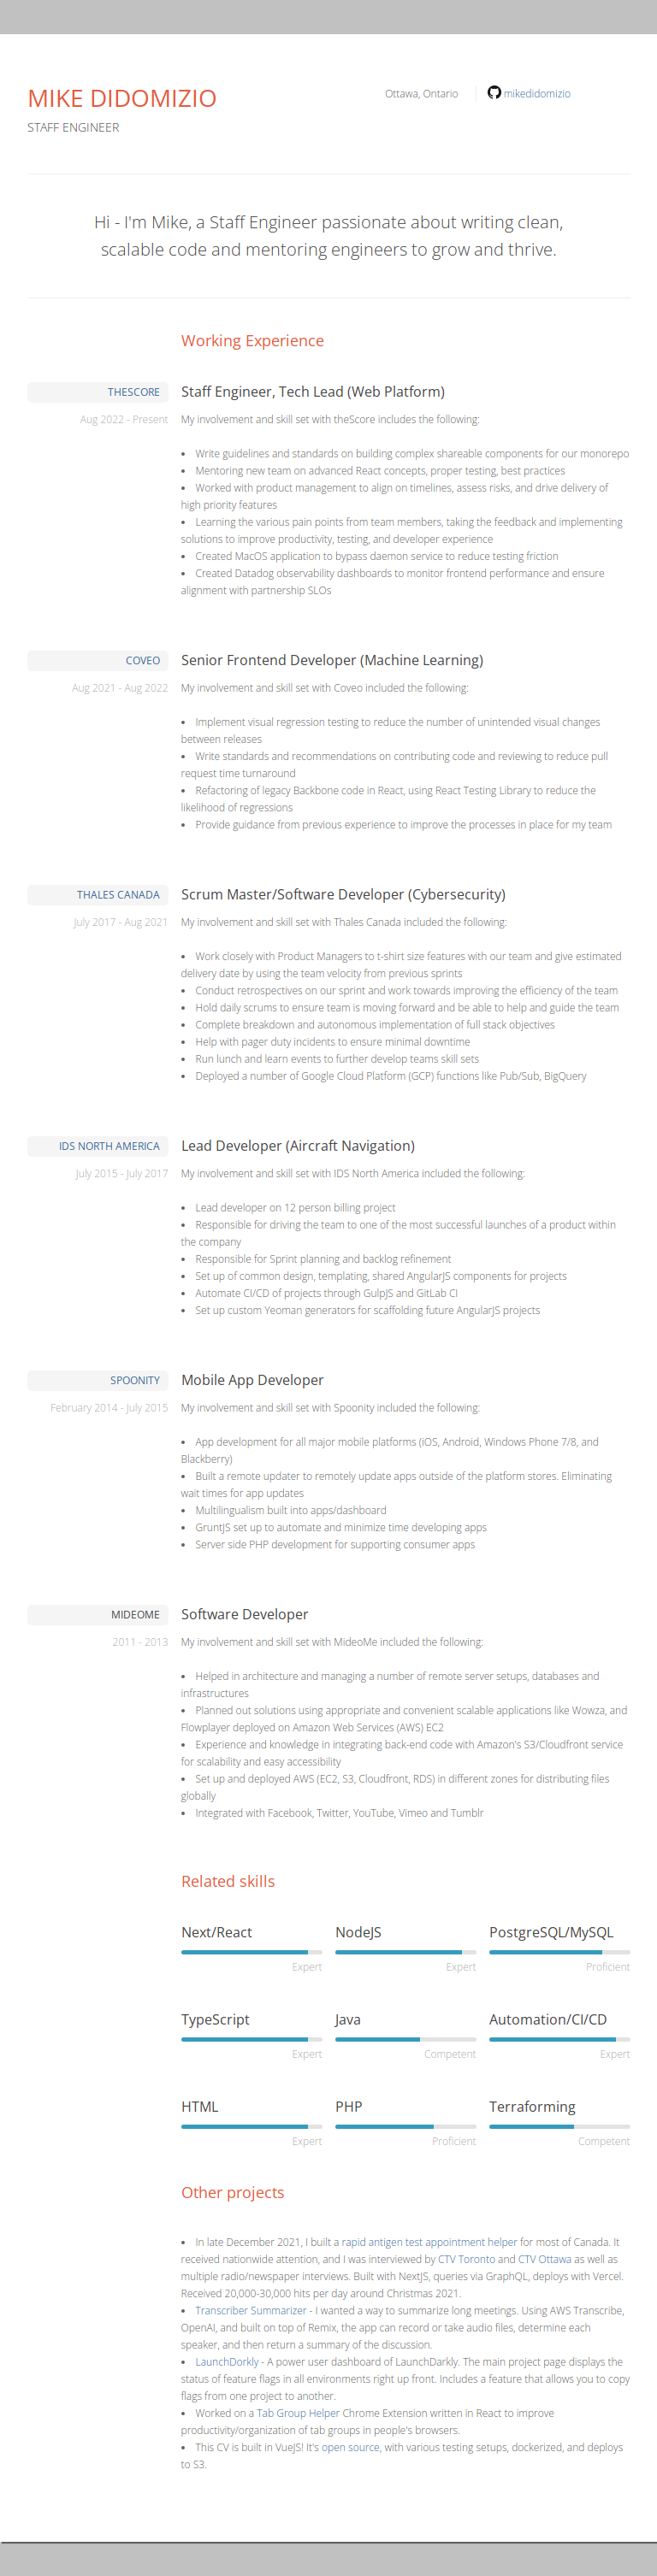 MIKE DIDOMIZIO
STAFF ENGINEER
Ottawa, Ontario
mikedidomizio
Hi - I'm Mike, a Staff Engineer passionate about writing clean,
scalable code and mentoring engineers to grow and thrive.
Working Experience
THESCORE
Aug 2022 - Present
Staff Engineer, Tech Lead (Web Platform)
My involvement and skill set with theScore includes the following:
• Write guidelines and standards on building complex shareable components for our monorepo
• Mentoring new team on advanced React concepts, proper testing, best practices
• Worked with product management to align on timelines, assess risks, and drive delivery of
high priority features
• Learning the various pain points from team members, taking the feedback and implementing
solutions to improve productivity, testing, and developer experience
• Created MacOS application to bypass daemon service to reduce testing friction
• Created Datadog observability dashboards to monitor frontend performance and ensure
alignment with partnership SLOs
COVEO
Aug 2021 - Aug 2022
Senior Frontend Developer (Machine Learning)
My involvement and skill set with Coveo included the following:
• Implement visual regression testing to reduce the number of unintended visual changes
between releases
• Write standards and recommendations on contributing code and reviewing to reduce pull
request time turnaround
• Refactoring of legacy Backbone code in React, using React Testing Library to reduce the
likelihood of regressions
• Provide guidance from previous experience to improve the processes in place for my team
THALES CANADA
July 2017 - Aug 2021
Scrum Master/Software Developer (Cybersecurity)
My involvement and skill set with Thales Canada included the following:
• Work closely with Product Managers to t-shirt size features with our team and give estimated
delivery date by using the team velocity from previous sprints
• Conduct retrospectives on our sprint and work towards improving the efficiency of the team
• Hold daily scrums to ensure team is moving forward and be able to help and guide the team
• Complete breakdown and autonomous implementation of full stack objectives
• Help with pager duty incidents to ensure minimal downtime
• Run lunch and learn events to further develop teams skill sets
• Deployed a number of Google Cloud Platform (GCP) functions like Pub/Sub, BigQuery
IDS NORTH AMERICA
July 2015 - July 2017
Lead Developer (Aircraft Navigation)
My involvement and skill set with IDS North America included the following:
• Lead developer on 12 person billing project
• Responsible for driving the team to one of the most successful launches of a product within
the company
• Responsible for Sprint planning and backlog refinement
• Set up of common design, templating, shared AngularJS components for projects
• Automate CI/CD of projects through GulpJS and GitLab CI
• Set up custom Yeoman generators for scaffolding future AngularJS projects
SPOONITY
February 2014 - July 2015
Mobile App Developer
My involvement and skill set with Spoonity included the following:
• App development for all major mobile platforms (iOS, Android, Windows Phone 7/8, and
Blackberry)
• Built a remote updater to remotely update apps outside of the platform stores. Eliminating
wait times for app updates
• Multilingualism built into apps/dashboard
• GruntJS set up to automate and minimize time developing apps
• Server side PHP development for supporting consumer apps
MIDEOME
2011 - 2013
Software Developer
My involvement and skill set with MideoMe included the following:
• Helped in architecture and managing a number of remote server setups, databases and
infrastructures
• Planned out solutions using appropriate and convenient scalable applications like Wowza, and
Flowplayer deployed on Amazon Web Services (AWS) EC2
• Experience and knowledge in integrating back-end code with Amazon's S3/Cloudfront service
for scalability and easy accessibility
• Set up and deployed AWS (EC2, S3, Cloudfront, RDS) in different zones for distributing files
globally
• Integrated with Facebook, Twitter, YouTube, Vimeo and Tumblr
Related skills
Next/React
Expert
NodeJS
Expert
PostgreSQL/MySQL
Proficient
TypeScript
Expert
Java
Competent
Automation/CI/CD
Expert
HTML
Expert
PHP
Proficient
Terraforming
Competent
Other projects
• In late December 2021, I built a rapid antigen test appointment helper for most of Canada. It
received nationwide attention, and I was interviewed by CTV Toronto and CTV Ottawa as well as
multiple radio/newspaper interviews. Built with NextJS, queries via GraphQL, deploys with Vercel.
Received 20,000-30,000 hits per day around Christmas 2021.
• Transcriber Summarizer - I wanted a way to summarize long meetings. Using AWS Transcribe,
OpenAI, and built on top of Remix, the app can record or take audio files, determine each
speaker, and then return a summary of the discussion.
• LaunchDorkly - A power user dashboard of LaunchDarkly. The main project page displays the
status of feature flags in all environments right up front. Includes a feature that allows you to copy
flags from one project to another.
• Worked on a Tab Group Helper Chrome Extension written in React to improve
productivity/organization of tab groups in people's browsers.
• This CV is built in VueJS! It's open source, with various testing setups, dockerized, and deploys
to S3.